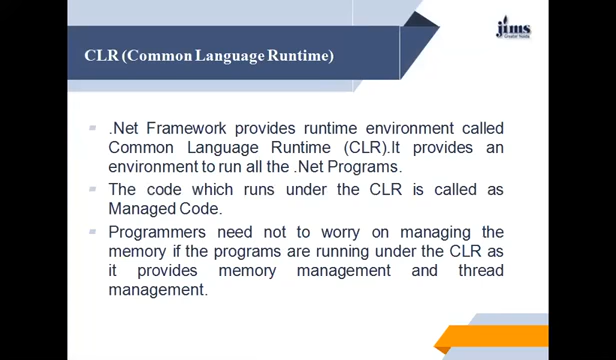 jims
Greater Noida
CLR (Common Language Runtime)
.Net Framework provides runtime environment called
Common Language Runtime (CLR).It provides an
environment to run all the .Net Programs.
The code which runs under the CLR is called as
Managed Code.
Programmers need not to worry on managing the
memory if the programs are running under the CLR as
it provides memory management and thread
management.